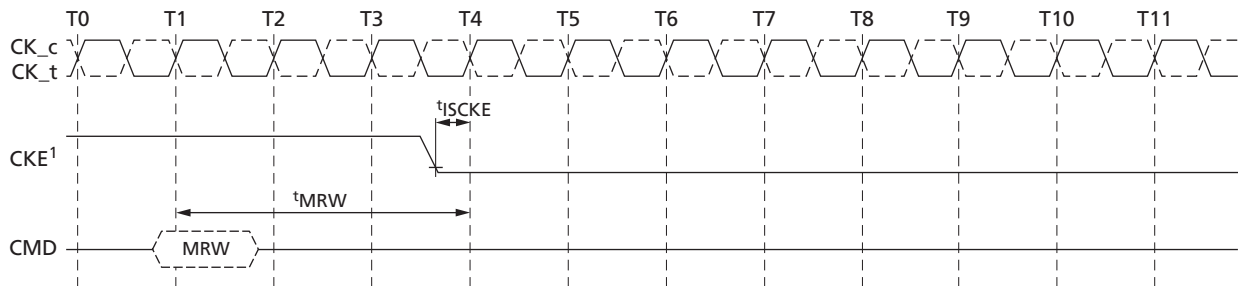 T0 T1 T2 T3 T4 T5 T6 T7 T8 T9 T10 T11
CK_c
CK_t
tISCKE
CKE1
tMRW
CMD MRW